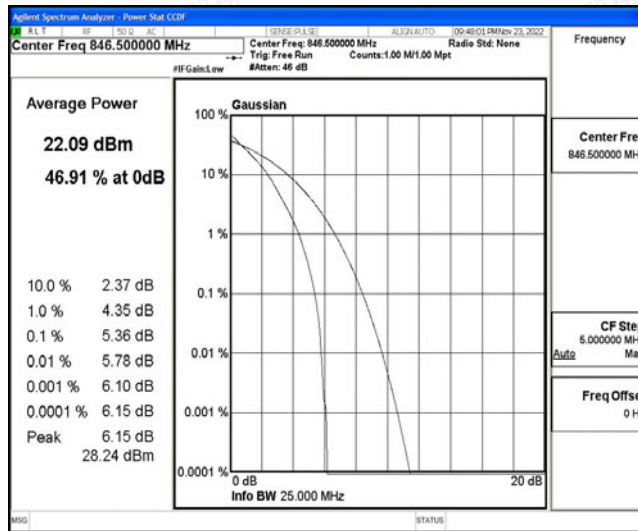 Agilent Spectrum Analyzer - Power Stat CCDF
RLT RF 50 Ω AC SENSE:PULSE ALIGN AUTO 09:48:01 PM Nov 23, 2022
Center Freq 846.500000 MHz
Center Freq: 846.500000 MHz Radio Std: None
Trig: Free Run Counts:1.00 M/1.00 Mpt
#IFGain:Low #Atten: 46 dB
Frequency
Average Power
22.09 dBm
46.91 % at 0dB
10.0 % 2.37 dB
1.0 % 4.35 dB
0.1 % 5.36 dB
0.01 % 5.78 dB
0.001 % 6.10 dB
0.0001 % 6.15 dB
Peak 6.15 dB
28.24 dBm
Gaussian
100 %
10 %
1 %
0.1 %
0.01 %
0.001 %
0.0001 %
0 dB 20 dB
Info BW 25.000 MHz
Center Fre
846.500000 MH
CF Ste
5.000000 MH
Auto Ma
Freq Offse
0 H
MSG STATUS